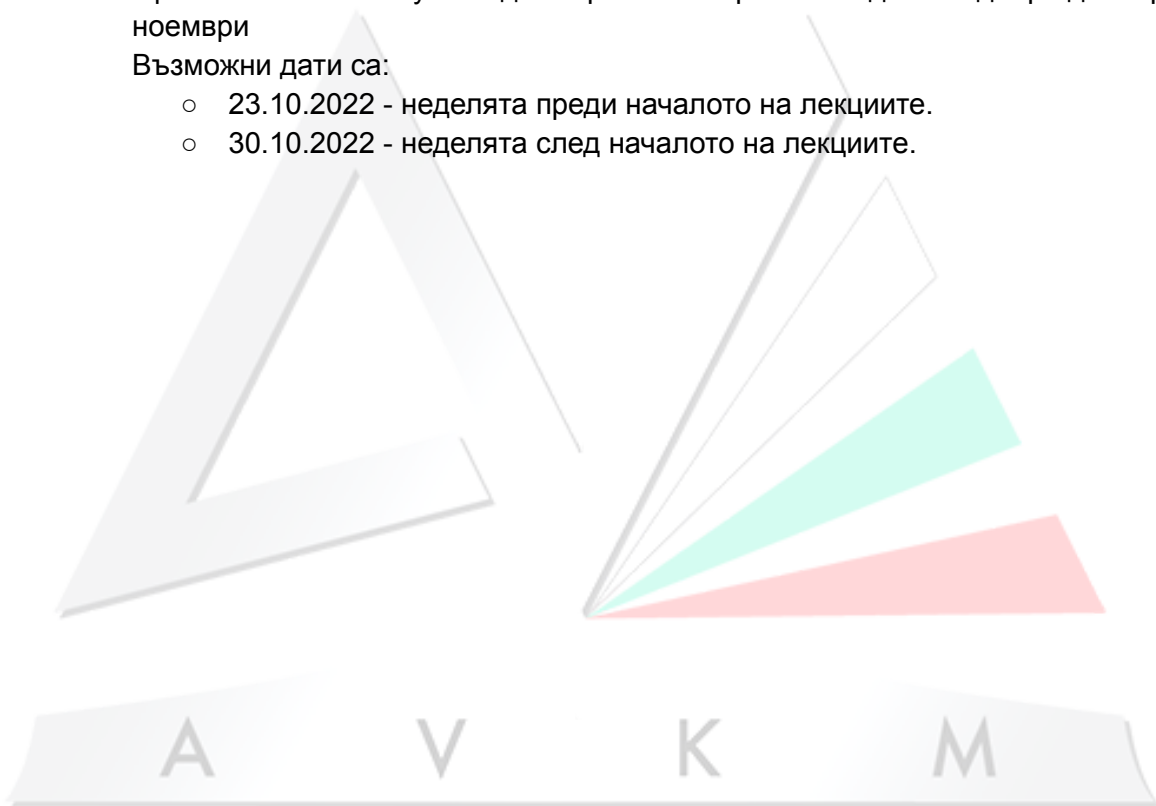 ноември
Възможни дати са:
○ 23.10.2022 - неделята преди началото на лекциите.
○ 30.10.2022 - неделята след началото на лекциите.
A V K M